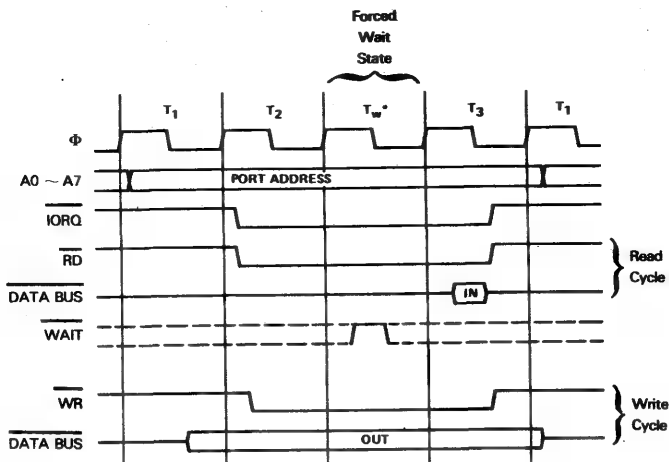 Forced
Wait
State
T1 T2 Tw* T3 T1
Φ
A0 ~ A7 PORT ADDRESS
IORQ
RD
Read
Cycle
DATA BUS IN
WAIT
WR
Write
Cycle
DATA BUS OUT